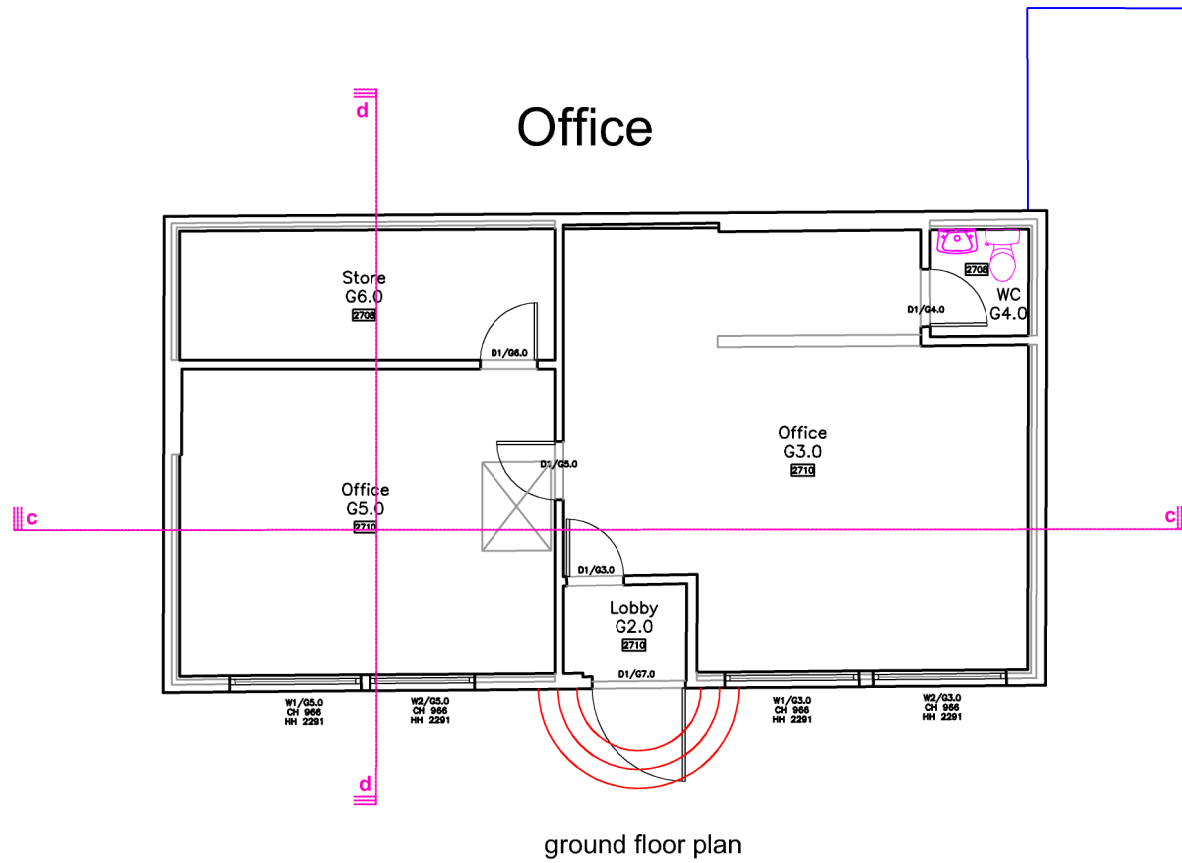 d
Office
Store
G6.0
2708
D1/G6.0
2708
WC
G4.0
D1/G4.0
Office
G3.0
2710
D1/G5.0
Office
G5.0
2710
c
c
D1/G3.0
Lobby
G2.0
2710
D1/G7.0
W1/G5.0
CH 966
HH 2291
W2/G5.0
CH 966
HH 2291
W1/G3.0
CH 966
HH 2291
W2/G3.0
CH 966
HH 2291
d
ground floor plan